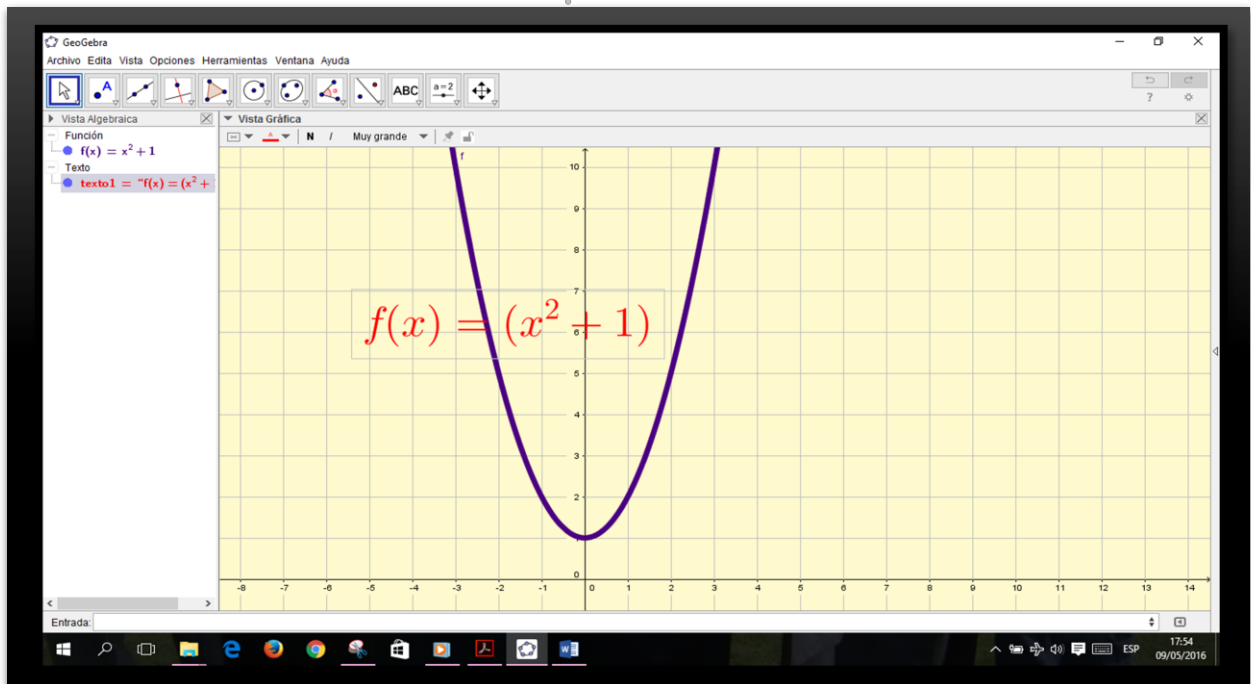 GeoGebra
Archivo Edita Vista Opciones Herramientas Ventana Ayuda
A ABC a=2
?
Vista Algebraica
Vista Gráfica
N I Muy grande
Función
f(x) = x² + 1
Texto
texto1 = "f(x) = (x² +
f
f(x) = (x² + 1)
10
9
8
7
6
5
4
3
2
1
0
-8 -7 -6 -5 -4 -3 -2 -1 0 1 2 3 4 5 6 7 8 9 10 11 12 13 14
Entrada:
ESP
17:54
09/05/2016